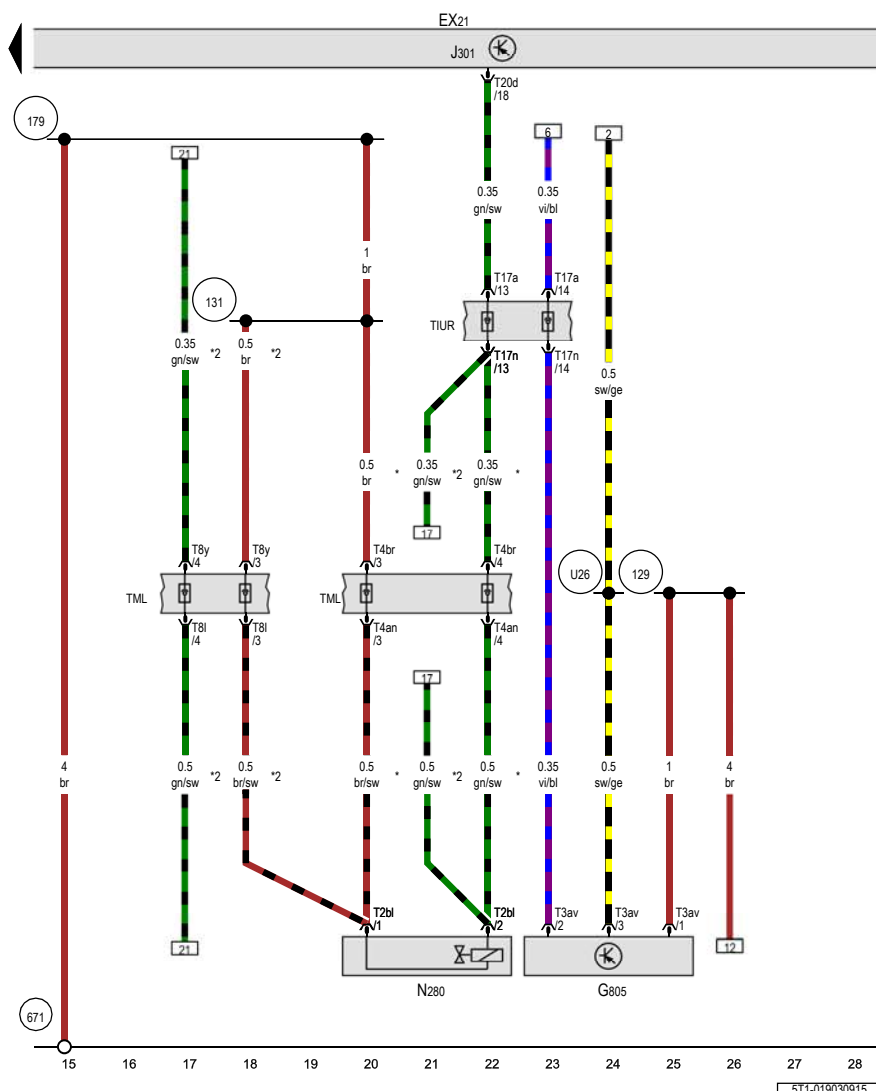 EX21
J301
T20d
/18
179
21
6
2
0.35
gn/sw
0.35
vi/bl
1
br
131
T17a
/13
T17a
/14
TIUR
0.35
gn/sw
*2
0.5
br
*2
T17n
/13
T17n
/14
0.5
sw/ge
0.5
br
*
0.35
gn/sw
*2
0.35
gn/sw
*
17
T8y
/4
T8y
/3
T4br
/3
T4br
/4
U26
129
TML
TML
T8l
/4
T8l
/3
T4an
/3
T4an
/4
17
4
br
0.5
gn/sw
*2
0.5
br/sw
*2
0.5
br/sw
*
0.5
gn/sw
*2
0.5
gn/sw
*
0.35
vi/bl
0.5
sw/ge
1
br
4
br
T2bl
/1
T2bl
/2
T3av
/2
T3av
/3
T3av
/1
21
12
N280
G805
671
15 16 17 18 19 20 21 22 23 24 25 26 27 28
5T1-019030915